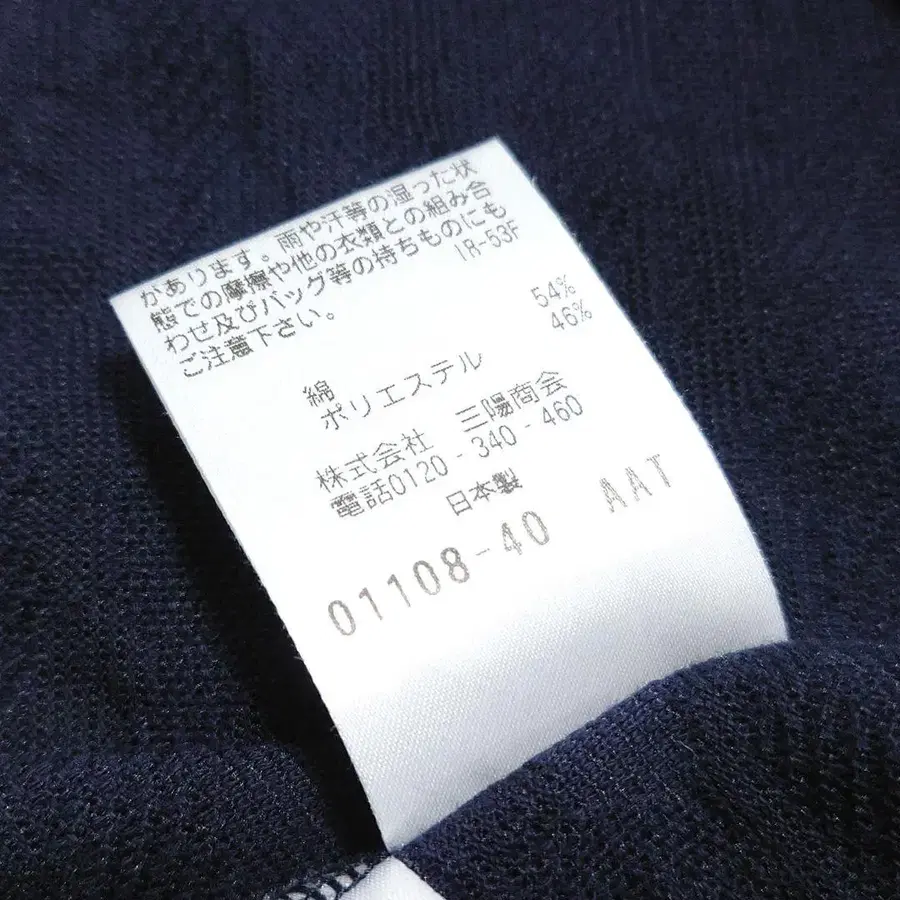 があります。雨や汗等の湿った状
態での摩擦や他の衣類との組み合
わせ及びバッグ等の持ちものにも
ご注意下さい。 IR-53F
綿 54%
ポリエステル 46%
株式会社 三陽商会
電話0120-340-460
日本製
01108-40 AAT